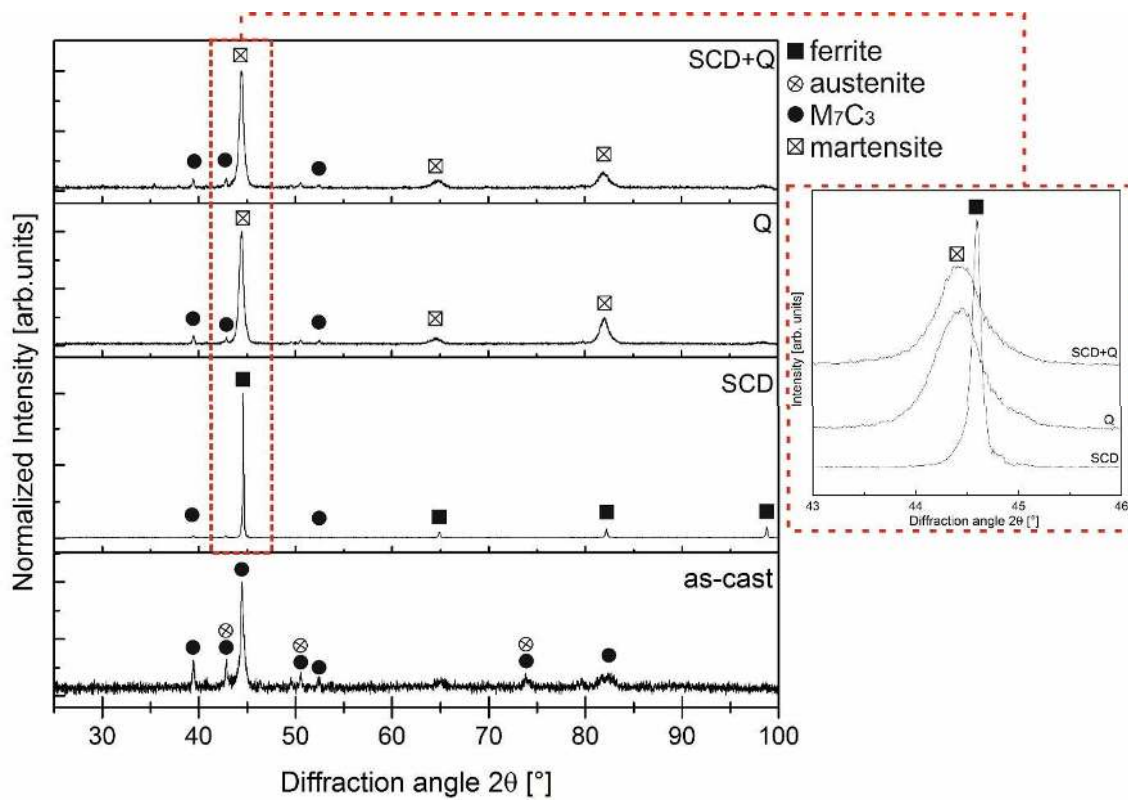 SCD+Q
Q
SCD
as-cast
Normalized Intensity [arb.units]
30 40 50 60 70 80 90 100
Diffraction angle 2θ [°]
ferrite
austenite
M₇C₃
martensite
Intensity [arb. units]
SCD+Q
Q
SCD
43 44 45 46
Diffraction angle 2θ [°]